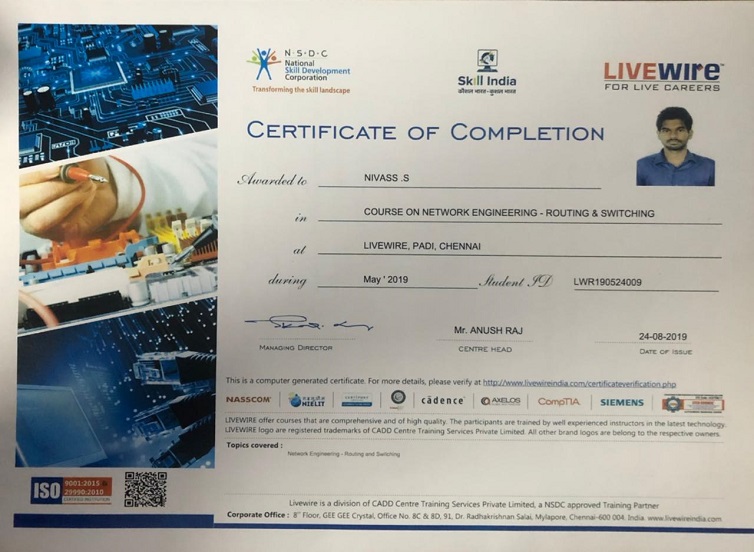 N·S·D·C
National
Skill Development
Corporation
Transforming the skill landscape
Skill India
कौशल भारत - कुशल भारत
LIVEWIRE™
FOR LIVE CAREERS
CERTIFICATE OF COMPLETION
Awarded to NIVASS .S
in COURSE ON NETWORK ENGINEERING - ROUTING & SWITCHING
at LIVEWIRE, PADI, CHENNAI
during May ' 2019 Student ID LWR190524009
MANAGING DIRECTOR
Mr. ANUSH RAJ
CENTRE HEAD
24-08-2019
DATE OF ISSUE
This is a computer generated certificate. For more details, please verify at http://www.livewireindia.com/certificateverification.php
NASSCOM NIELIT cādence AXELOS CompTIA SIEMENS
LIVEWIRE offer courses that are comprehensive and of high quality. The participants are trained by well experienced instructors in the latest technology.
LIVEWIRE logo are registered trademarks of CADD Centre Training Services Private Limited. All other brand logos are belong to the respective owners.
Topics covered :
Network Engineering - Routing and Switching
ISO 9001:2015 &
29990:2010
CERTIFIED INSTITUTION
Livewire is a division of CADD Centre Training Services Private Limited, a NSDC approved Training Partner
Corporate Office : 8th Floor, GEE GEE Crystal, Office No. 8C & 8D, 91, Dr. Radhakrishnan Salai, Mylapore, Chennai-600 004. India. www.livewireindia.com